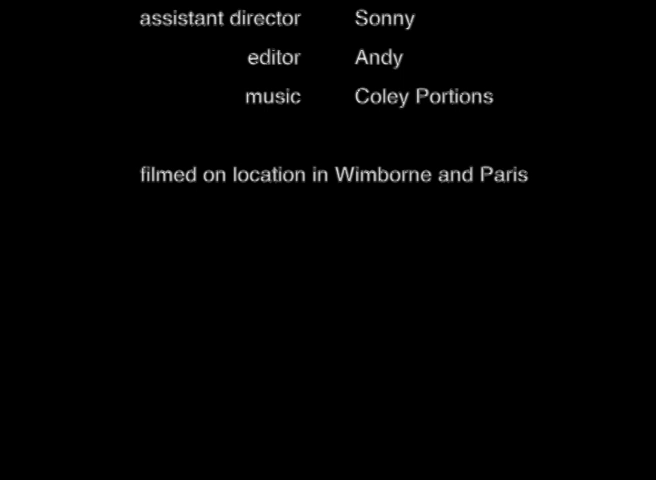 assistant director Sonny
editor Andy
music Coley Portions
filmed on location in Wimborne and Paris